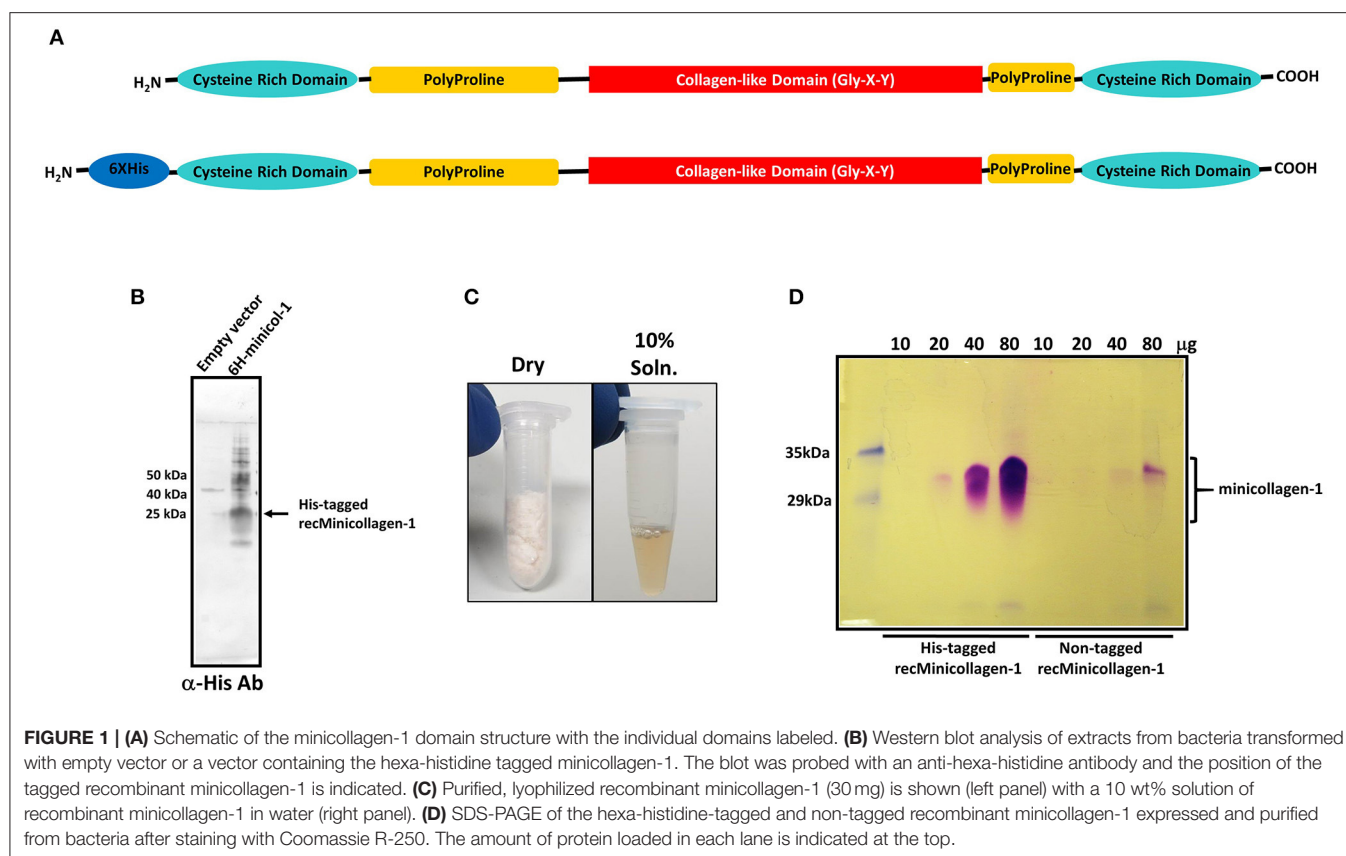 A
H2N
Cysteine Rich Domain
PolyProline
Collagen-like Domain (Gly-X-Y)
PolyProline
Cysteine Rich Domain
COOH
H2N
6XHis
Cysteine Rich Domain
PolyProline
Collagen-like Domain (Gly-X-Y)
PolyProline
Cysteine Rich Domain
COOH
B
Empty vector
6H-minicol-1
50 kDa
40 kDa
25 kDa
His-tagged
recMinicollagen-1
α-His Ab
C
Dry
10%
Soln.
D
10 20 40 80 10 20 40 80 μg
35kDa
29kDa
minicollagen-1
His-tagged
recMinicollagen-1
Non-tagged
recMinicollagen-1
FIGURE 1 | (A) Schematic of the minicollagen-1 domain structure with the individual domains labeled. (B) Western blot analysis of extracts from bacteria transformed
with empty vector or a vector containing the hexa-histidine tagged minicollagen-1. The blot was probed with an anti-hexa-histidine antibody and the position of the
tagged recombinant minicollagen-1 is indicated. (C) Purified, lyophilized recombinant minicollagen-1 (30 mg) is shown (left panel) with a 10 wt% solution of
recombinant minicollagen-1 in water (right panel). (D) SDS-PAGE of the hexa-histidine-tagged and non-tagged recombinant minicollagen-1 expressed and purified
from bacteria after staining with Coomassie R-250. The amount of protein loaded in each lane is indicated at the top.